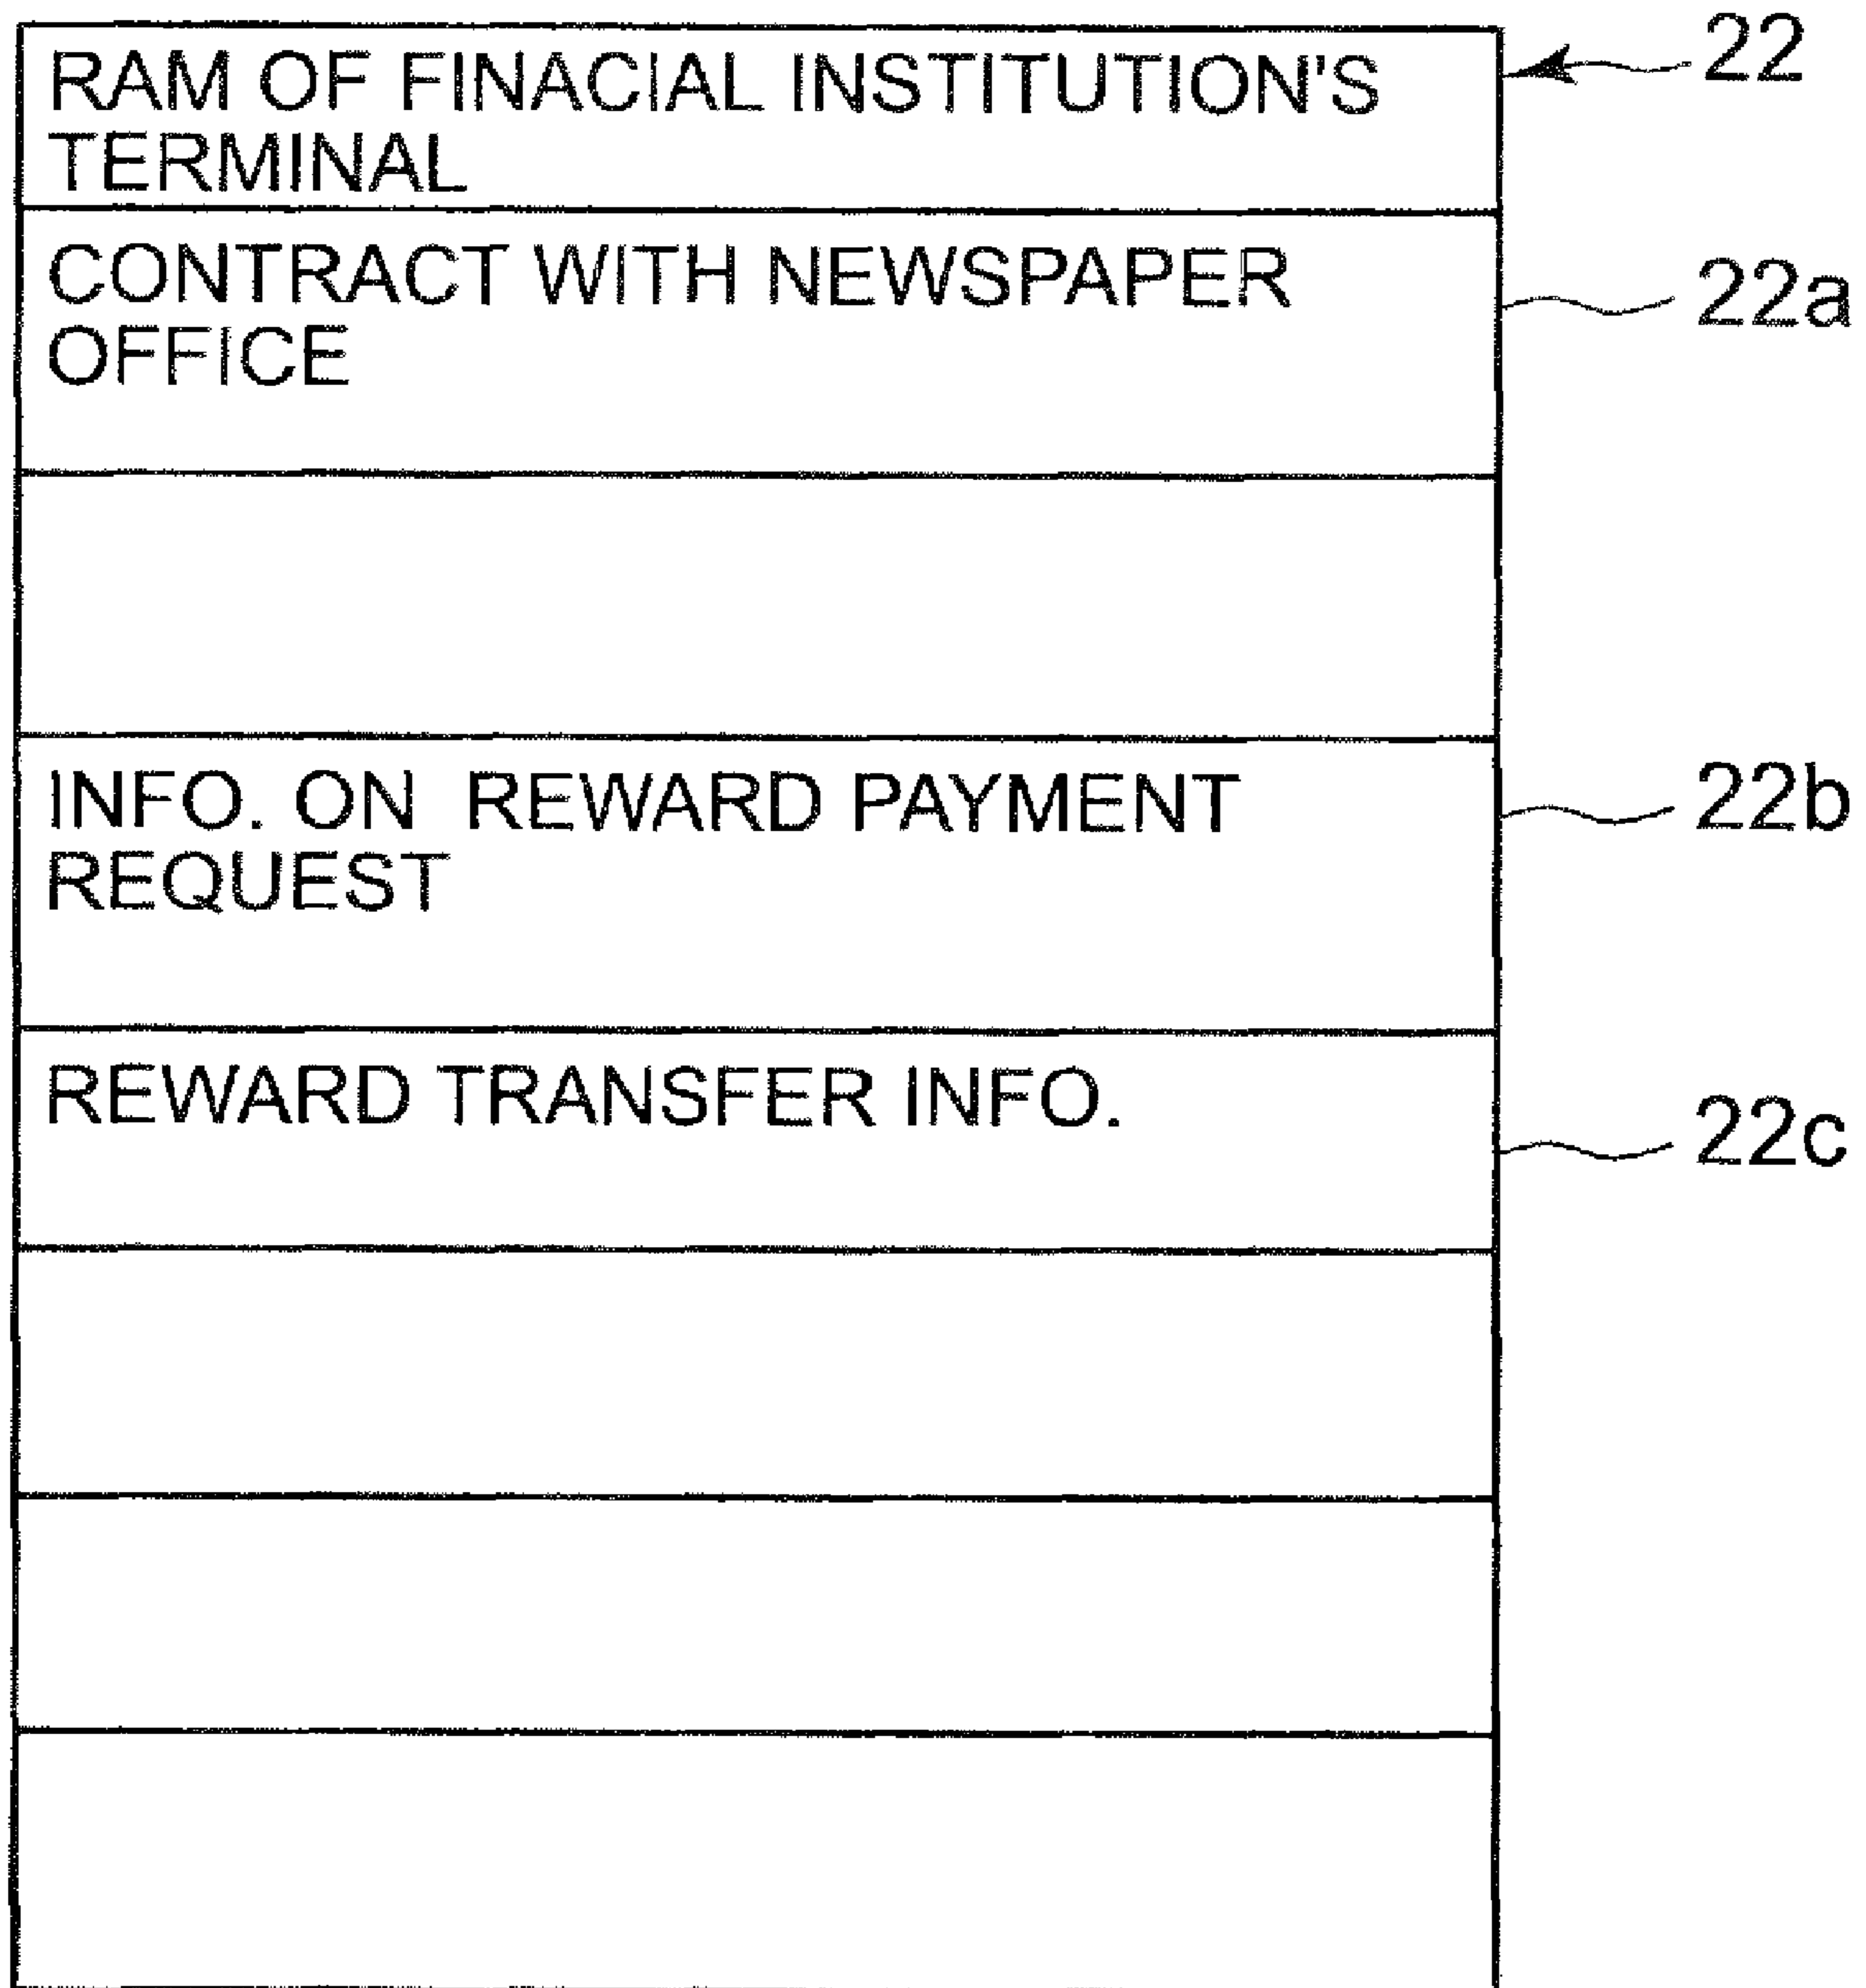 RAM OF FINACIAL INSTITUTION'S
TERMINAL
22
CONTRACT WITH NEWSPAPER
OFFICE
22a
INFO. ON REWARD PAYMENT
REQUEST
22b
REWARD TRANSFER INFO.
22c